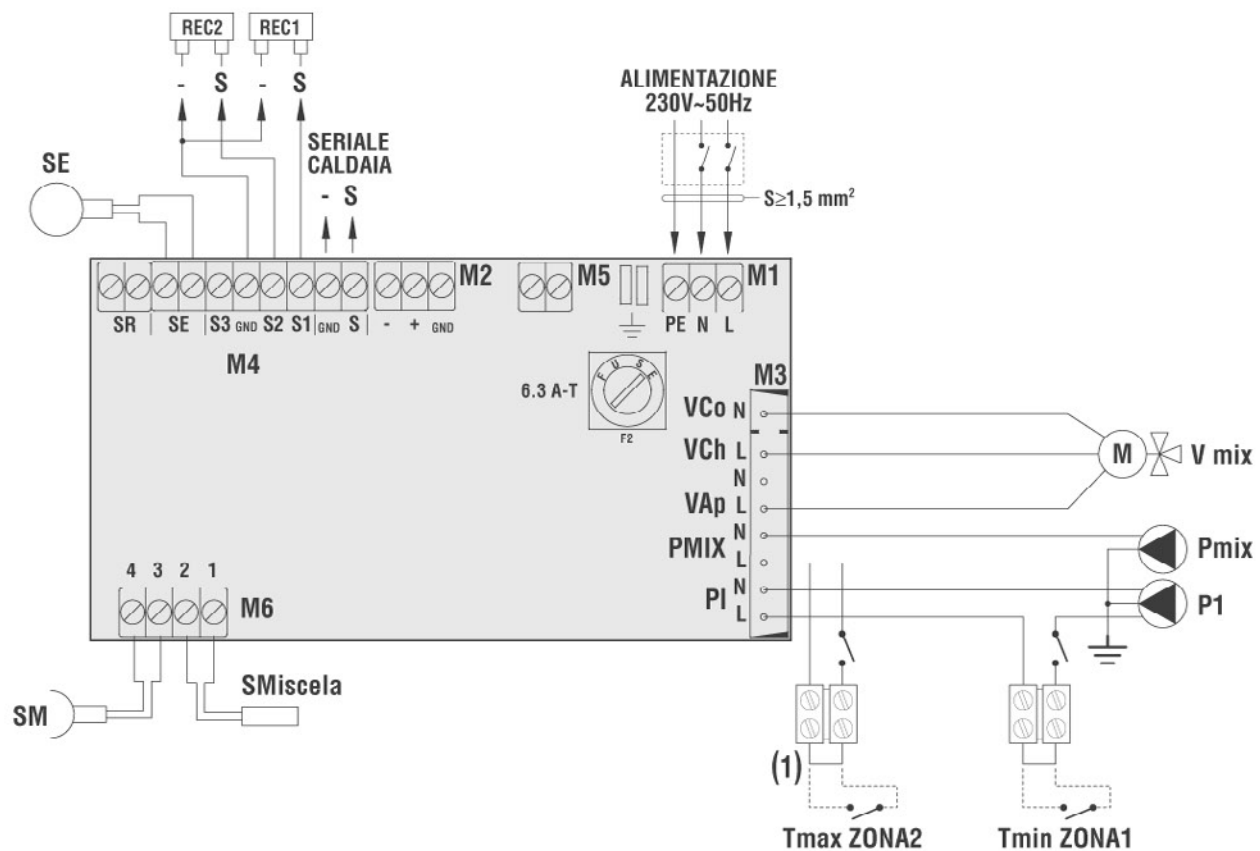 REC2 REC1
- S - S
ALIMENTAZIONE
230V~50Hz
SERIALE
CALDAIA
- S
SE
S≥1,5 mm²
M2 M5 M1
SR SE S3 GND S2 S1 GND S - + GND
PE N L
M4
FUSE
6.3 A-T
F2
M3
VCo N
VCh L
N
VAp L
M V mix
PMIX N
L
Pmix
PI N
L
P1
4 3 2 1
M6
SM
SMiscela
(1)
Tmax ZONA2
Tmin ZONA1